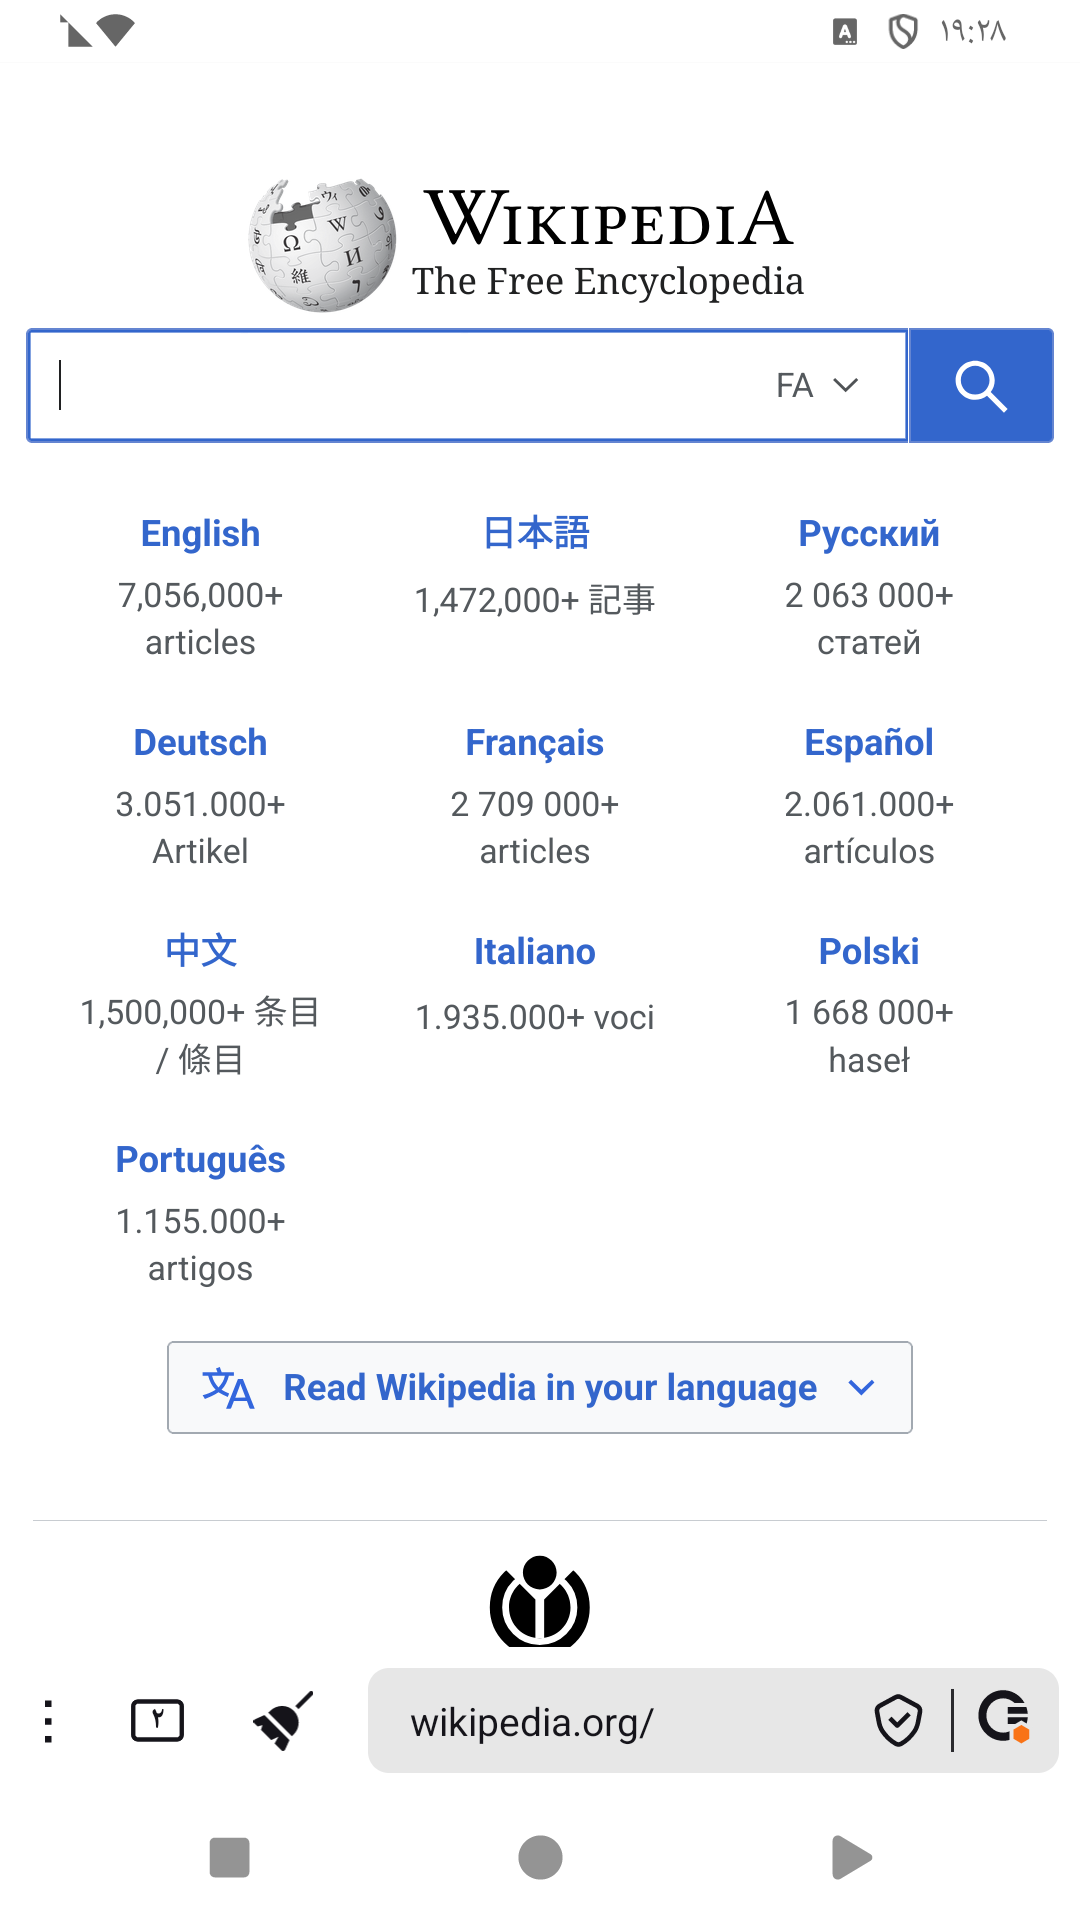 ۱۹:۲۸
WIKIPEDIA
The Free Encyclopedia
FA
English
7,056,000+
articles
日本語
1,472,000+ 記事
Русский
2 063 000+
статей
Deutsch
3.051.000+
Artikel
Français
2 709 000+
articles
Español
2.061.000+
artículos
中文
1,500,000+ 条目
/ 條目
Italiano
1.935.000+ voci
Polski
1 668 000+
haseł
Português
1.155.000+
artigos
Read Wikipedia in your language
۲
wikipedia.org/